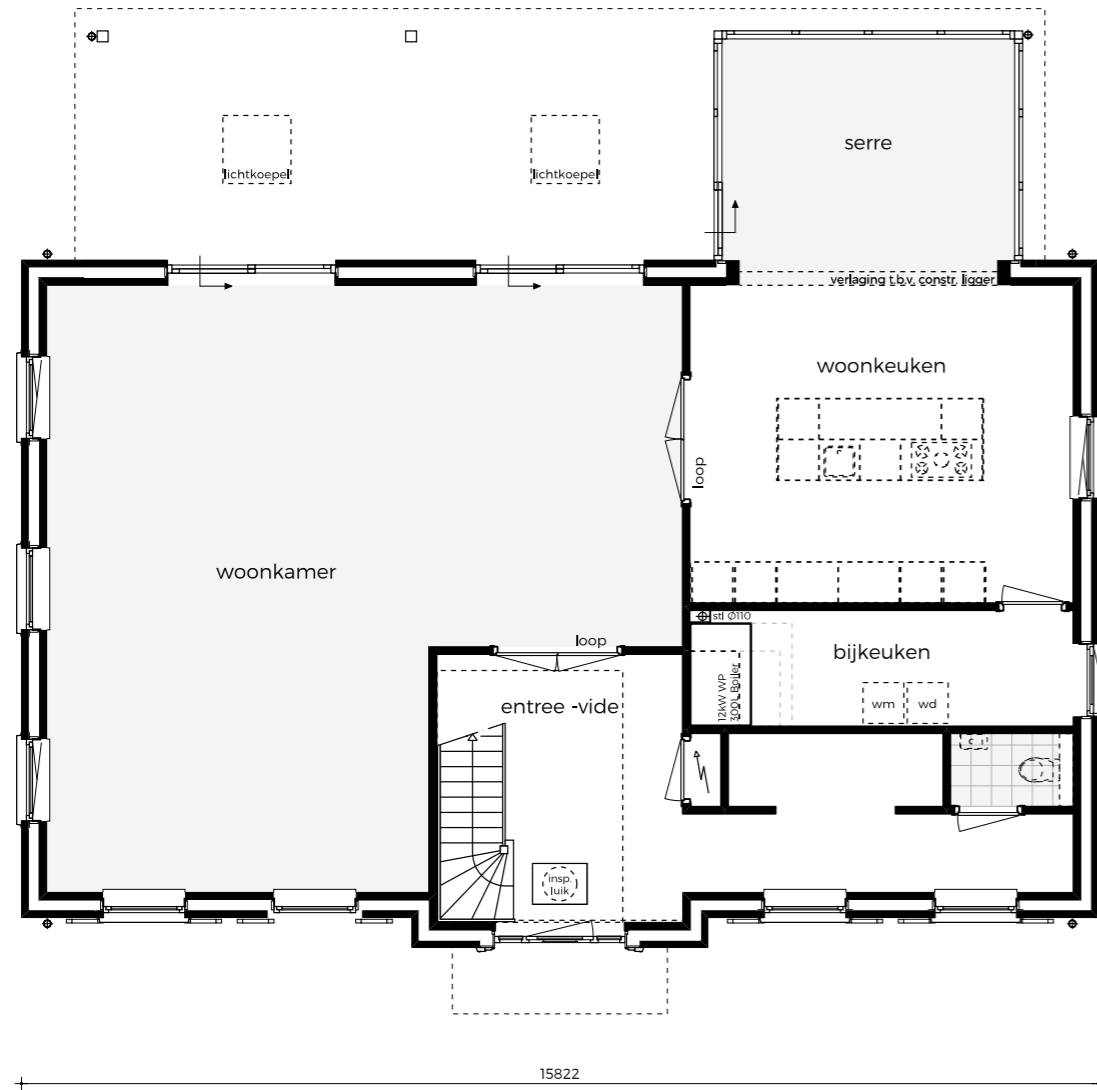 serre
lichtkoepel
lichtkoepel
verlaging t.b.v. constr. ligger
woonkeuken
loop
woonkamer
stl Ø110
loop
bijkeuken
12kW WP
300L Boiler
wm
wd
entree -vide
insp.
luik
15822